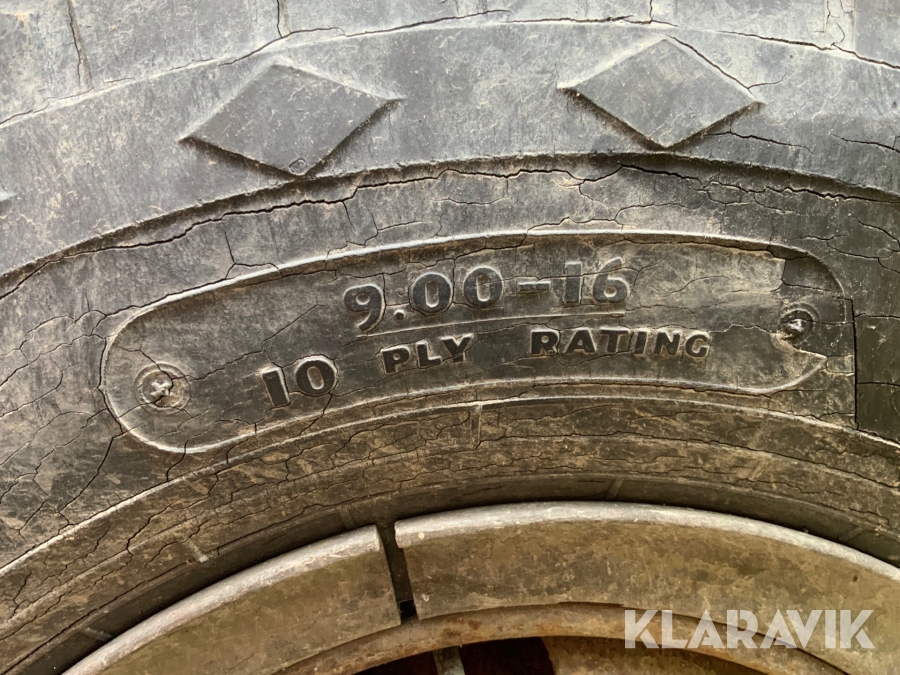 9.00-16
10 PLY RATING
KLARAVIK